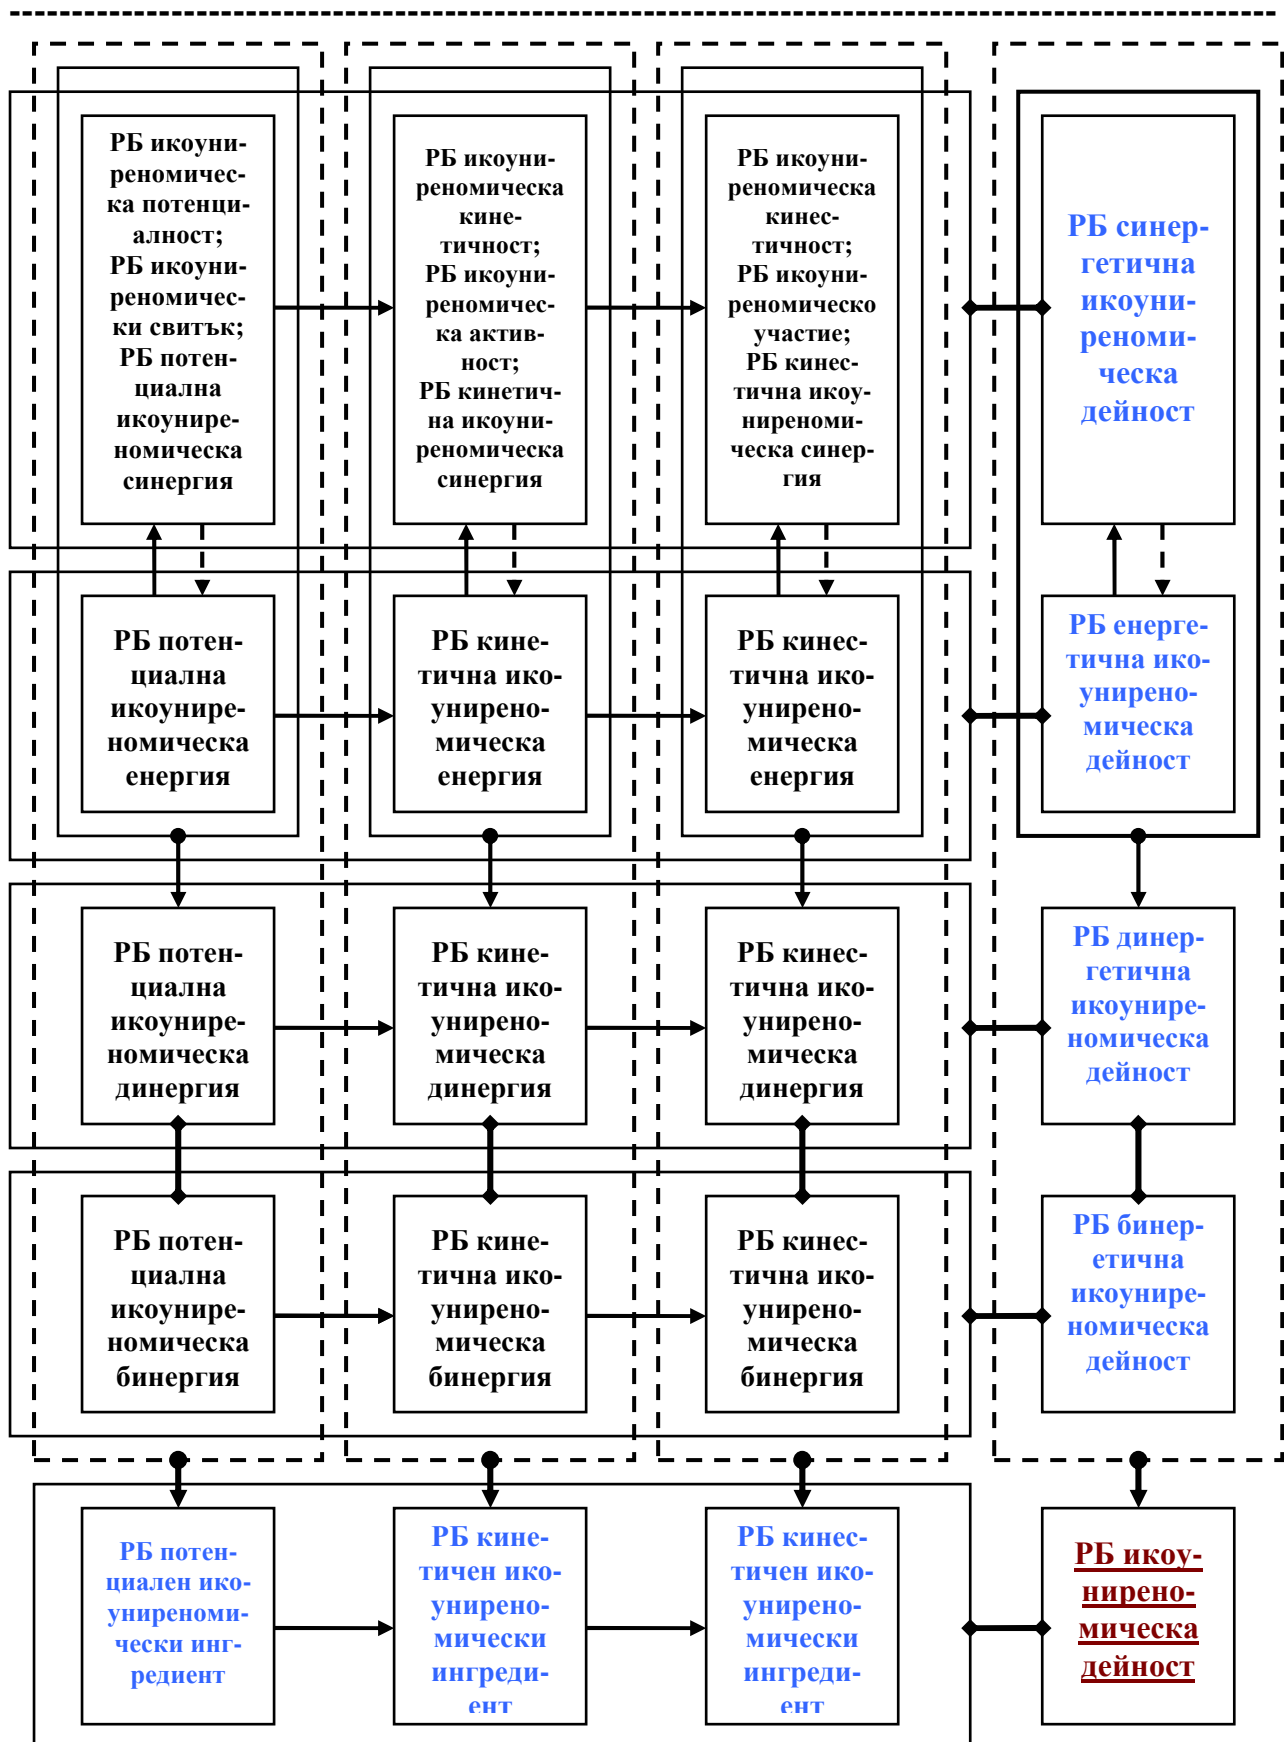 РБ икоуни-
реномичес-
ка потенци-
алност;
РБ икоуни-
реномичес-
ки свитък;
РБ потен-
циална
икоунире-
номическа
синергия
РБ икоуни-
реномическа
кине-
тичност;
РБ икоуни-
реномичес-
ка актив-
ност;
РБ кинетич-
на икоуни-
реномическа
синергия
РБ икоуни-
реномическа
кинес-
тичност;
РБ икоуни-
реномическо
участие;
РБ кинес-
тична икоу-
ниреноми-
ческа синер-
гия
РБ синер-
гетична
икоуни-
реноми-
ческа
дейност
РБ потен-
циална
икоунире-
номическа
енергия
РБ кине-
тична ико-
унирено-
мическа
енергия
РБ кинес-
тична ико-
унирено-
мическа
енергия
РБ енерге-
тична ико-
унирено-
мическа
дейност
РБ потен-
циална
икоунире-
номическа
динергия
РБ кине-
тична ико-
унирено-
мическа
динергия
РБ кинес-
тична ико-
унирено-
мическа
динергия
РБ динер-
гетична
икоунире-
номическа
дейност
РБ потен-
циална
икоунире-
номическа
бинергия
РБ кине-
тична ико-
унирено-
мическа
бинергия
РБ кинес-
тична ико-
унирено-
мическа
бинергия
РБ бинер-
етична
икоунире-
номическа
дейност
РБ потен-
циален ико-
униреноми-
чески инг-
редиент
РБ кине-
тичен ико-
унирено-
мически
ингреди-
ент
РБ кинес-
тичен ико-
унирено-
мически
ингреди-
ент
РБ икоу-
ниреno-
мическа
дейност